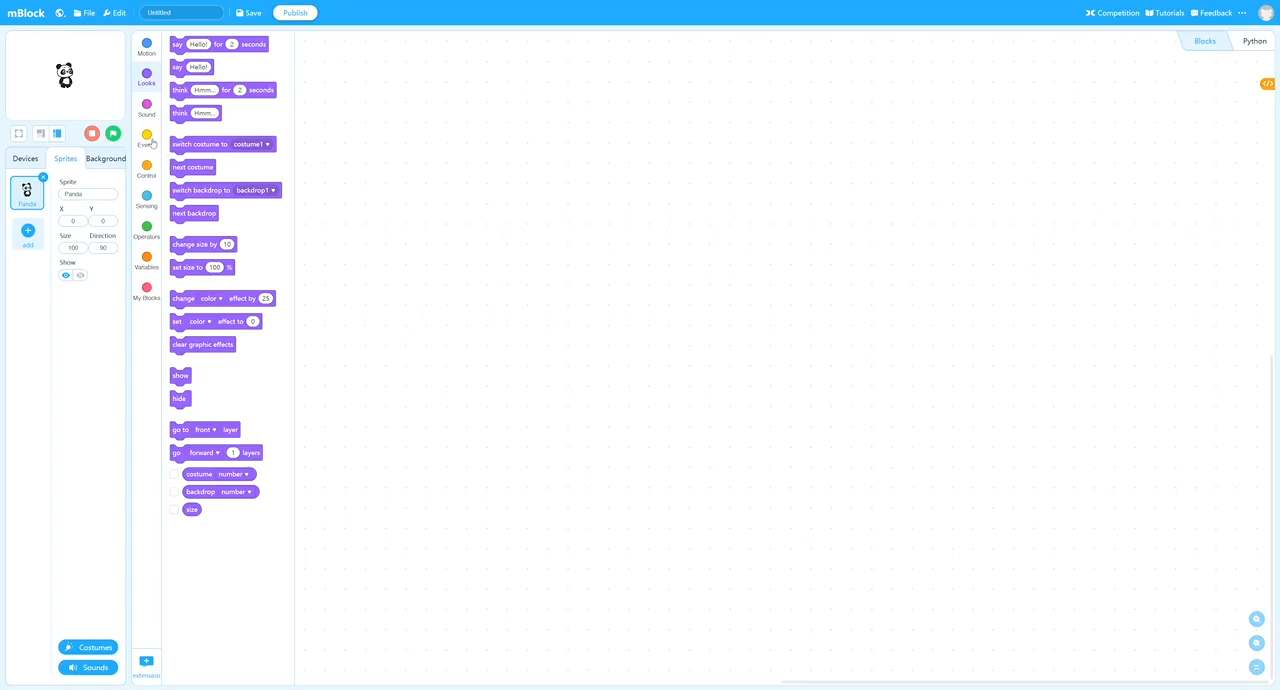 mBlock File Edit Untitled Save Publish Competition Tutorials Feedback
Blocks Python
Devices Sprites Background
Panda
add
Sprite
Panda
X Y
0 0
Size Direction
100 90
Show
Costumes
Sounds
Motion
Looks
Sound
Control
Sensing
Operators
Variables
My Blocks
extension
say Hello! for 2 seconds
say Hello!
think Hmm... for 2 seconds
think Hmm...
switch costume to costume1
next costume
switch backdrop to backdrop1
next backdrop
change size by 10
set size to 100 %
change color effect by 25
set color effect to 0
clear graphic effects
show
hide
go to front layer
go forward 1 layers
costume number
backdrop number
size